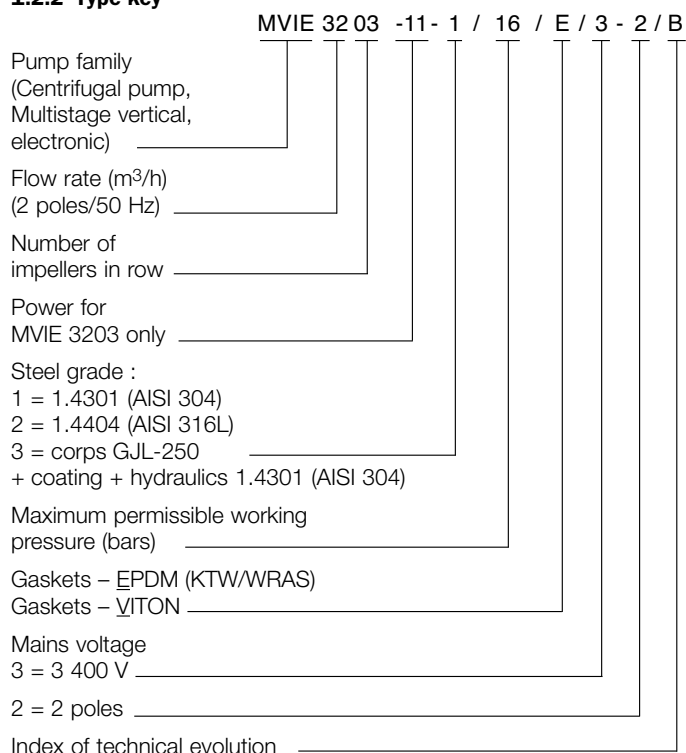 1.2.2 Type key
MVIE 32 03 -11- 1 / 16 / E / 3 - 2 / B
Pump family
(Centrifugal pump,
Multistage vertical,
electronic)
Flow rate (m³/h)
(2 poles/50 Hz)
Number of
impellers in row
Power for
MVIE 3203 only
Steel grade :
1 = 1.4301 (AISI 304)
2 = 1.4404 (AISI 316L)
3 = corps GJL-250
+ coating + hydraulics 1.4301 (AISI 304)
Maximum permissible working
pressure (bars)
Gaskets – EPDM (KTW/WRAS)
Gaskets – VITON
Mains voltage
3 = 3 400 V
2 = 2 poles
Index of technical evolution